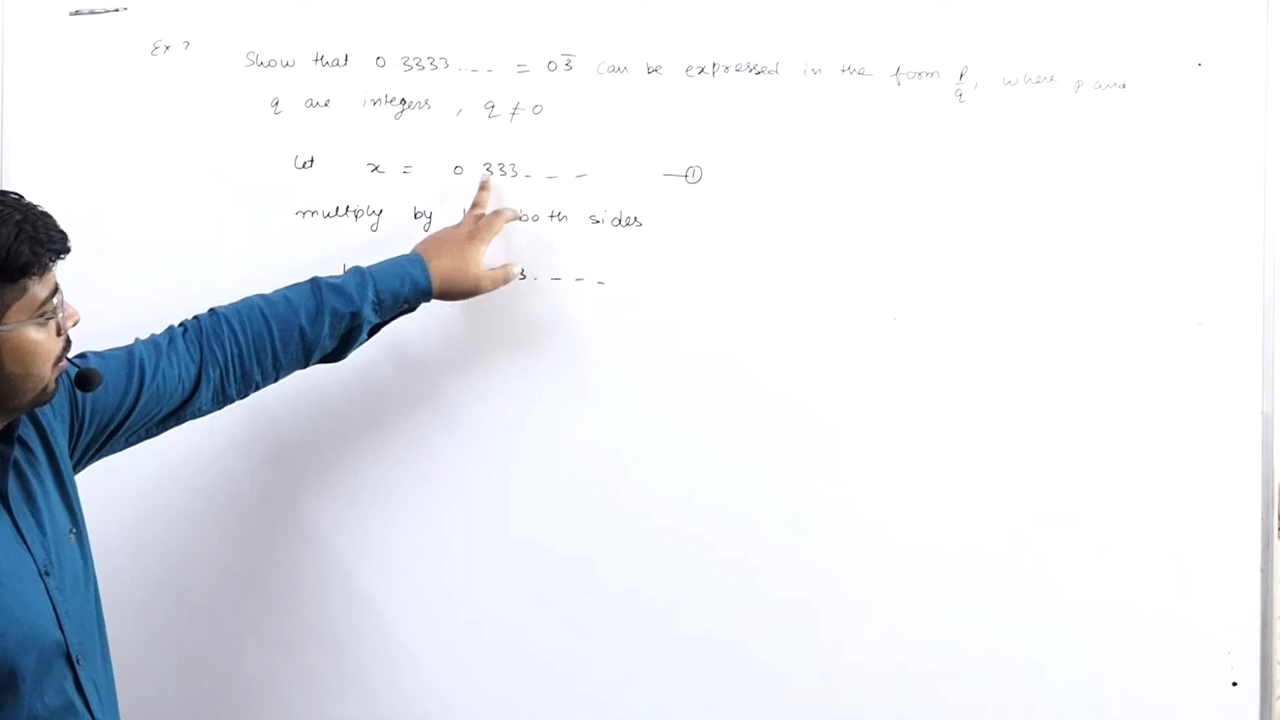 Ex. 7 Show that 0.3333.... = 0 3̅ can be expressed in the form p/q, where p and
q are integers, q ≠ 0
Let x = 0.333 _ _ _ —①
multiply by both sides
3. _ _ _